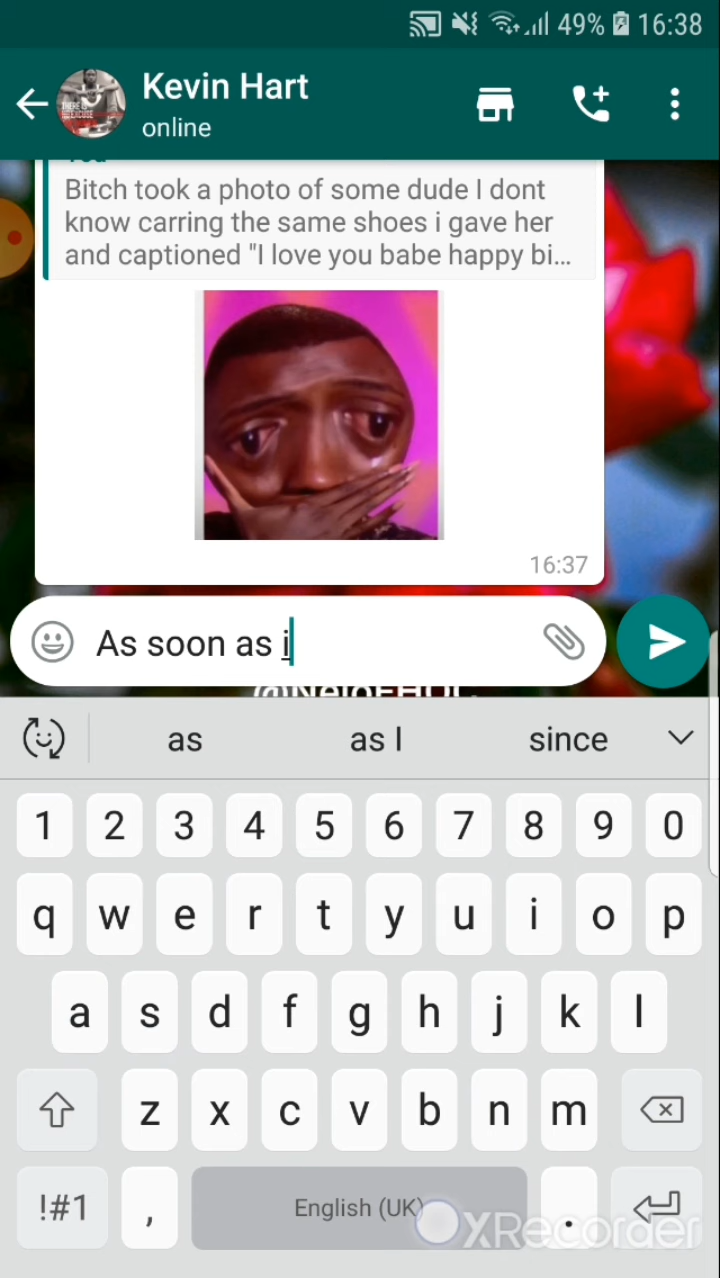 49% 16:38
Kevin Hart
online
You
Bitch took a photo of some dude I dont
know carring the same shoes i gave her
and captioned "I love you babe happy bi...
16:37
As soon as i
as as I since
1 2 3 4 5 6 7 8 9 0
q w e r t y u i o p
a s d f g h j k l
z x c v b n m
!#1 , English (UK) .
XRecorder